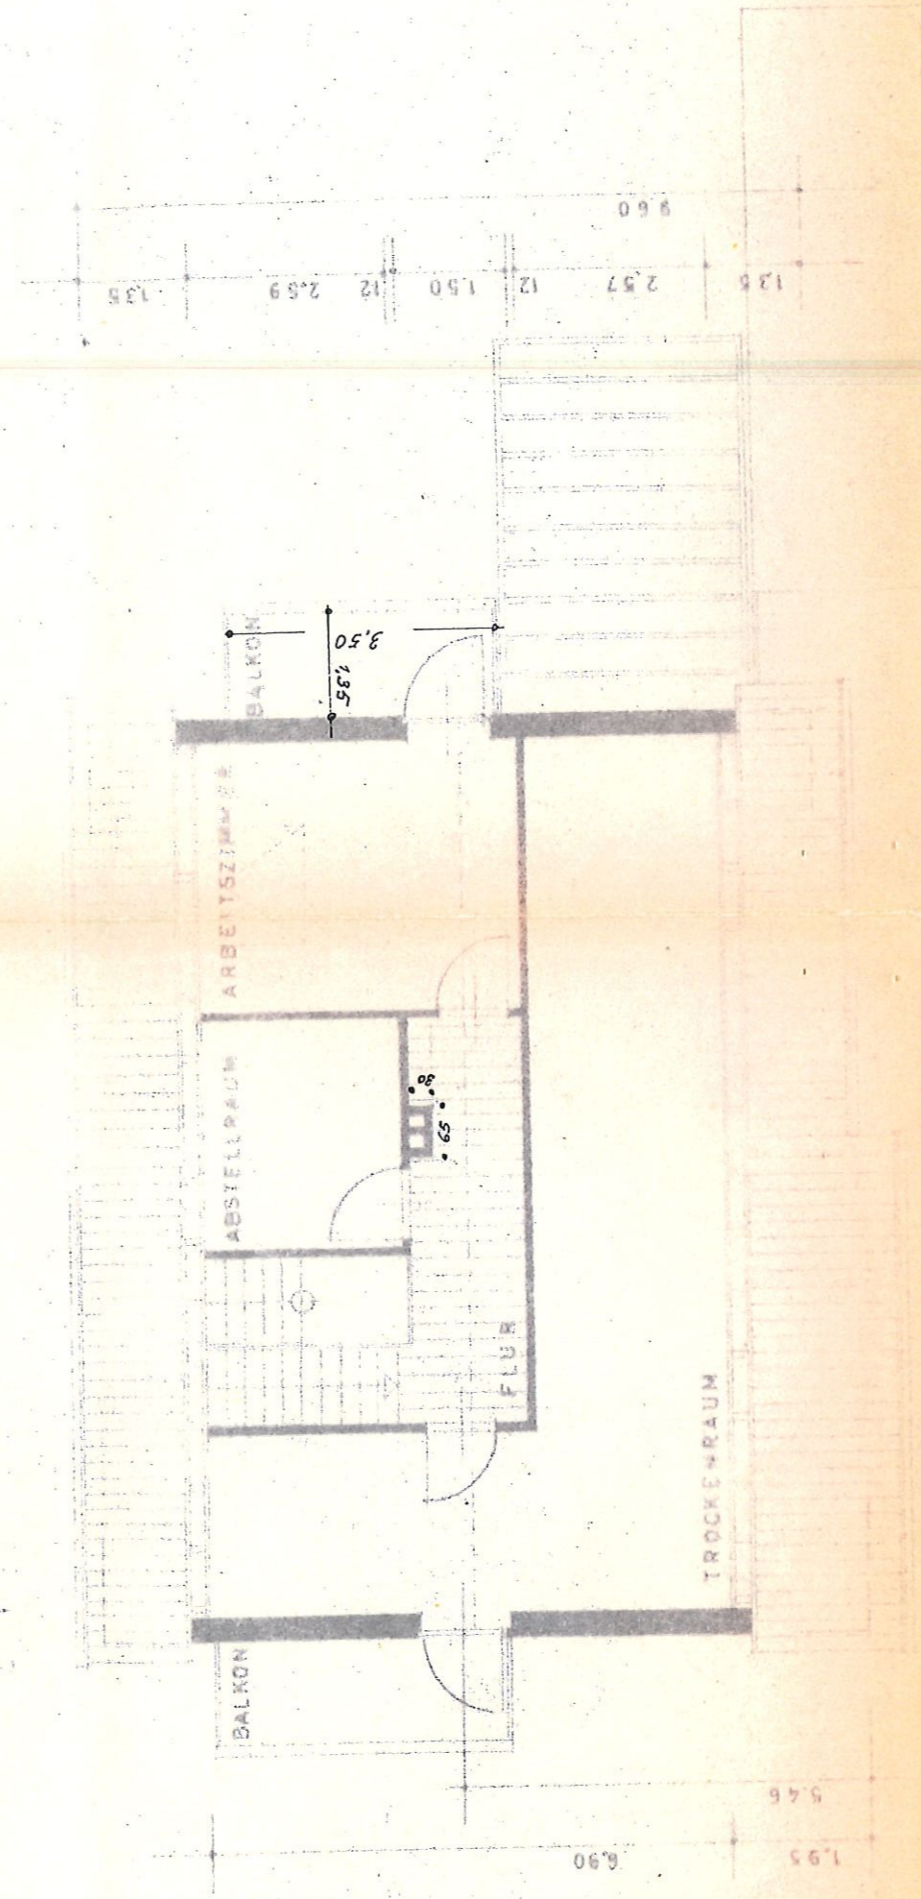 9.60
1,35
2.59
12
1.50
12
2,57
1,35
BALKON
3,50
1,35
ARBEITSZIMMER
ABSTELLRAUM
30
65
FLUR
TROCKENRAUM
BALKON
5.46
6.90
1,95